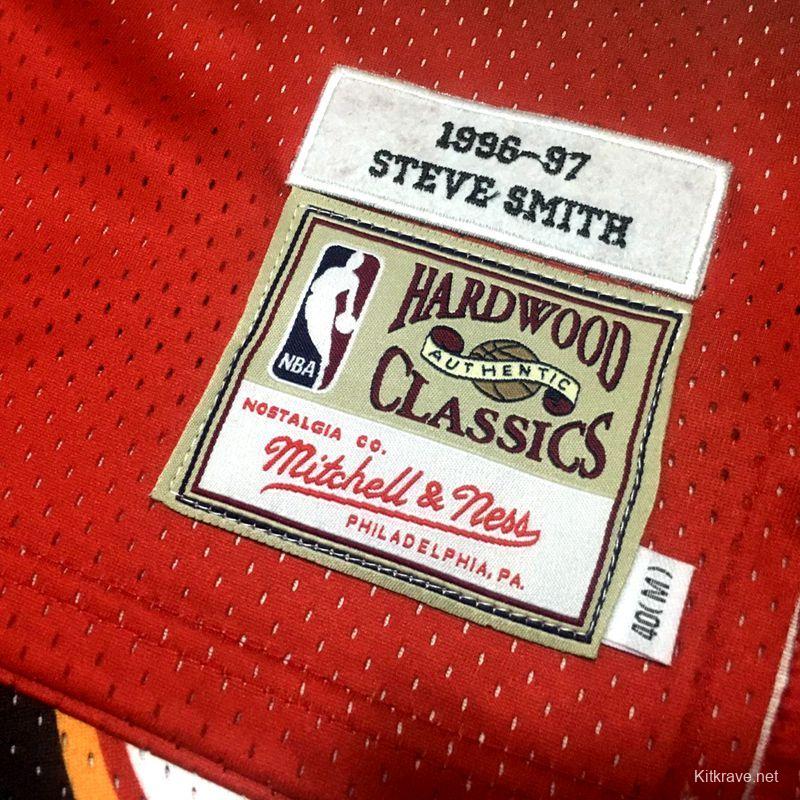 1996-97
STEVE SMITH
NBA
HARDWOOD
AUTHENTIC
CLASSICS
NOSTALGIA CO.
Mitchell & Ness
PHILADELPHIA, PA.
40(M)
Kitkrave.net